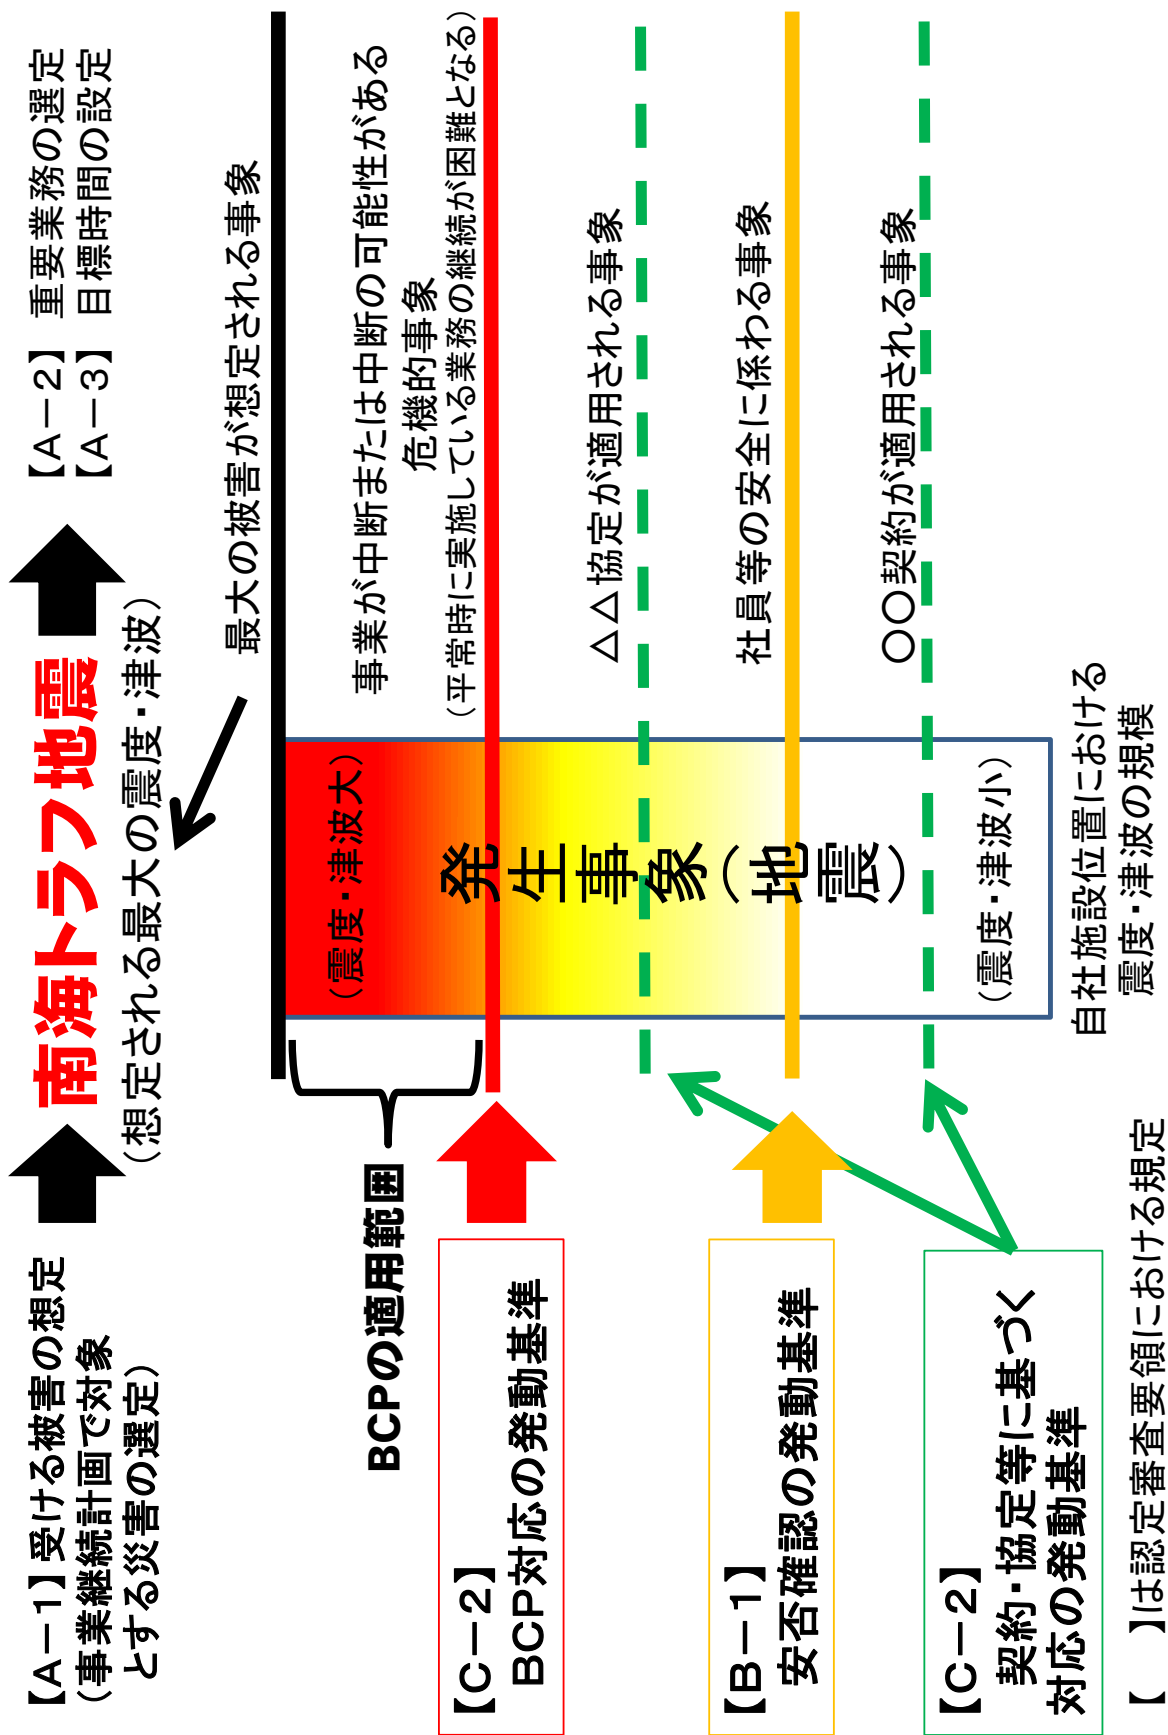 【A－1】受ける被害の想定
（事業継続計画で対象
とする災害の選定）
南海トラフ地震
（想定される最大の震度・津波）
【A－2】 重要業務の選定
【A－3】 目標時間の設定
最大の被害が想定される事象
BCPの適用範囲
（震度・津波大）
事業が中断または中断の可能性がある
危機的事象
（平常時に実施している業務の継続が困難となる）
【C－2】
BCP対応の発動基準
発生事象（地震）
△△協定が適用される事象
【B－1】
安否確認の発動基準
社員等の安全に係わる事象
【C－2】
契約・協定等に基づく
対応の発動基準
○○契約が適用される事象
（震度・津波小）
自社施設位置における
震度・津波の規模
【　】は認定審査要領における規定